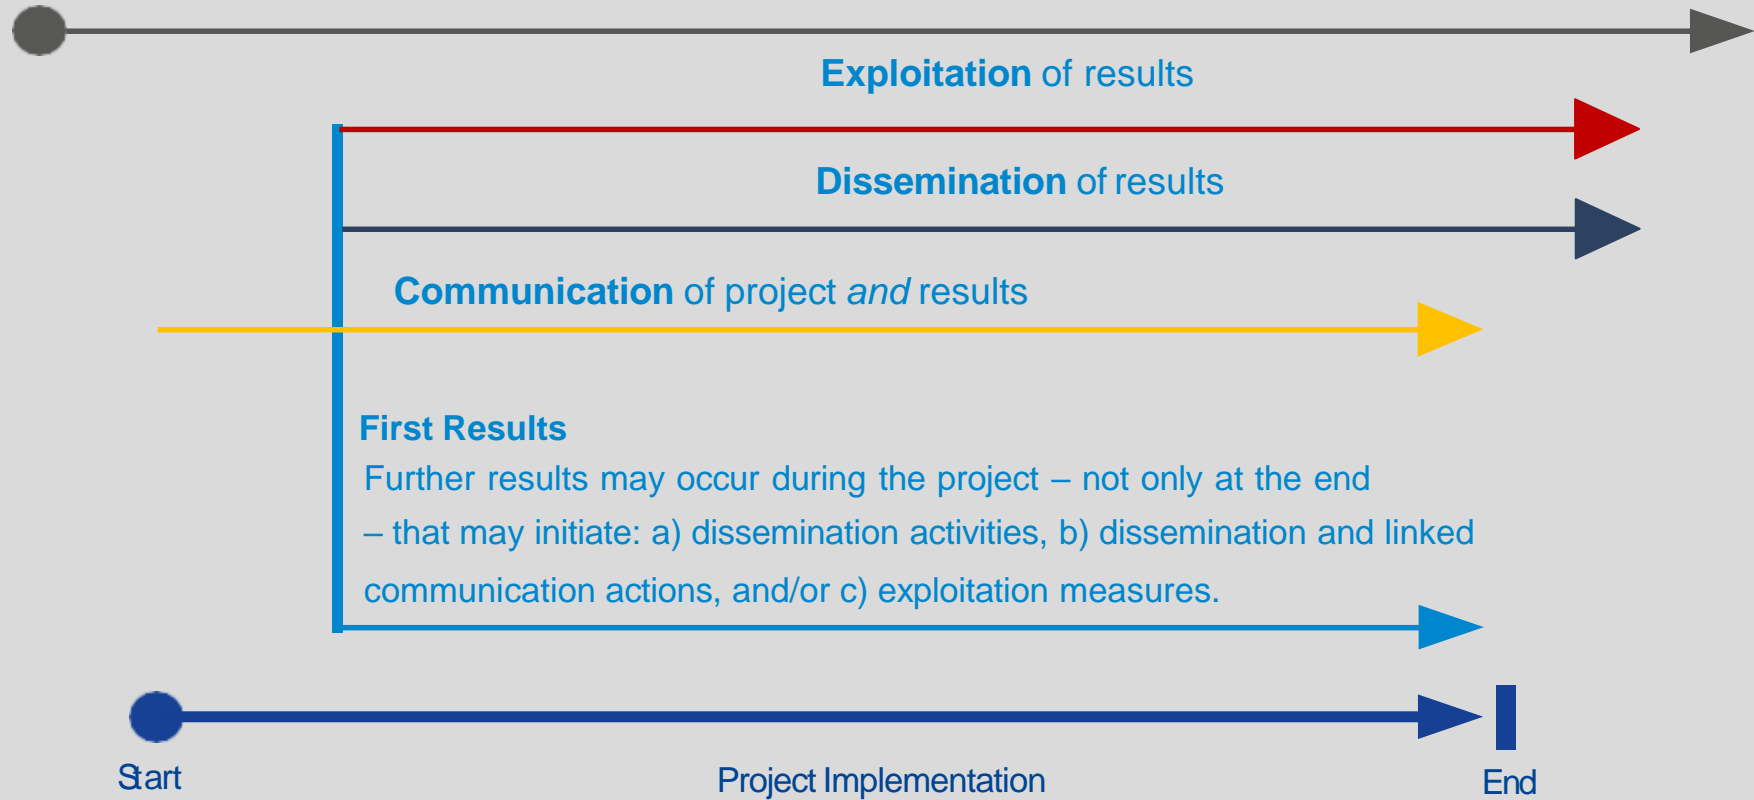 Exploitation of results
Dissemination of results
Communication of project and results
First Results
Further results may occur during the project – not only at the end
– that may initiate: a) dissemination activities, b) dissemination and linked
communication actions, and/or c) exploitation measures.
Start
Project Implementation
End